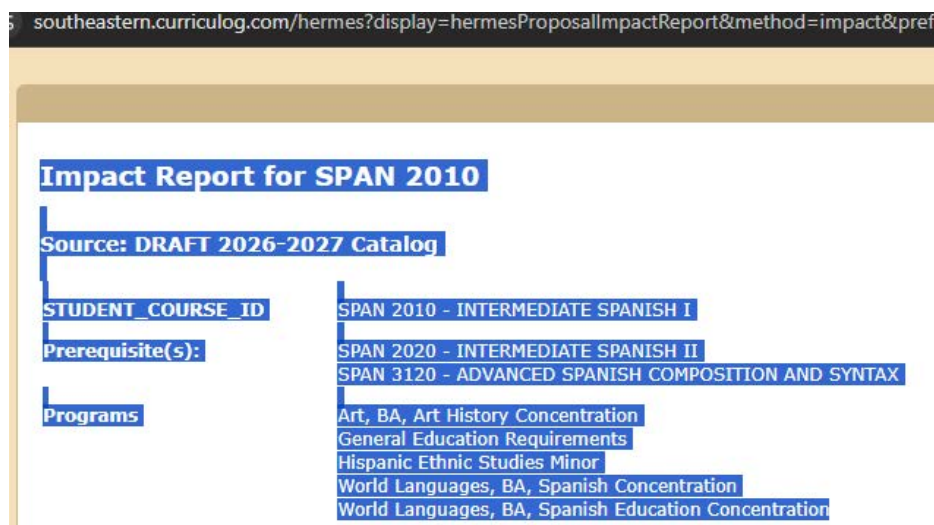 southeastern.curriculog.com/hermes?display=hermesProposalImpactReport&method=impact&pref
Impact Report for SPAN 2010
Source: DRAFT 2026-2027 Catalog
STUDENT_COURSE_ID SPAN 2010 - INTERMEDIATE SPANISH I
Prerequisite(s): SPAN 2020 - INTERMEDIATE SPANISH II
SPAN 3120 - ADVANCED SPANISH COMPOSITION AND SYNTAX
Programs Art, BA, Art History Concentration
General Education Requirements
Hispanic Ethnic Studies Minor
World Languages, BA, Spanish Concentration
World Languages, BA, Spanish Education Concentration